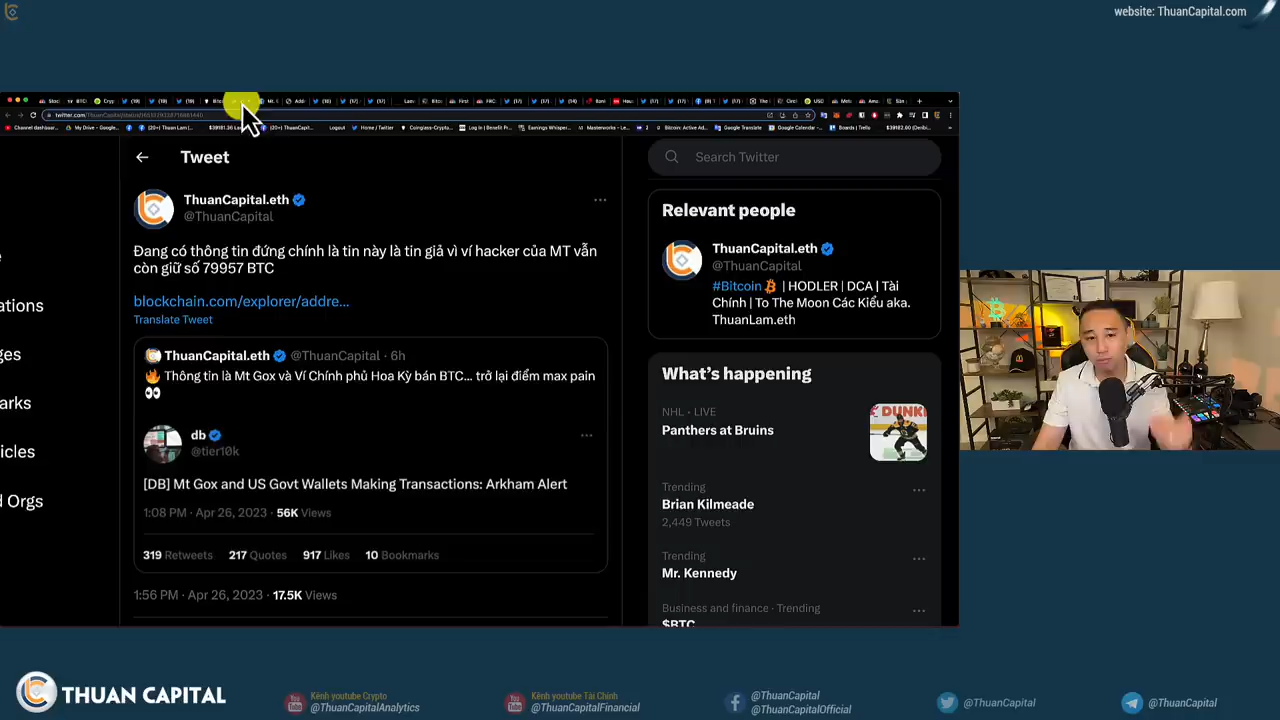 website: ThuanCapital.com
Tweet
Search Twitter
ThuanCapital.eth
@ThuanCapital
Đang có thông tin đứng chính là tin này là tin giả vì ví hacker của MT vẫn
còn giữ số 79957 BTC
blockchain.com/explorer/addre...
Translate Tweet
ThuanCapital.eth @ThuanCapital · 6h
🔥 Thông tin là Mt Gox và Ví Chính phủ Hoa Kỳ bán BTC... trở lại điểm max pain
👀
db
@tier10k
[DB] Mt Gox and US Govt Wallets Making Transactions: Arkham Alert
1:08 PM · Apr 26, 2023 · 56K Views
319 Retweets 217 Quotes 917 Likes 10 Bookmarks
1:56 PM · Apr 26, 2023 · 17.5K Views
ations
ges
arks
icles
d Orgs
Relevant people
ThuanCapital.eth
@ThuanCapital
#Bitcoin | HODLER | DCA | Tài
Chính | To The Moon Các Kiểu aka.
ThuanLam.eth
What's happening
NHL · LIVE
Panthers at Bruins
Trending
Brian Kilmeade
2,449 Tweets
Trending
Mr. Kennedy
Business and finance · Trending
$BTC
THUAN CAPITAL
Kênh youtube Crypto
@ThuanCapitalAnalytics
Kênh youtube Tài Chính
@ThuanCapitalFinancial
@ThuanCapital
@ThuanCapitalOfficial
@ThuanCapital
@ThuanCapital